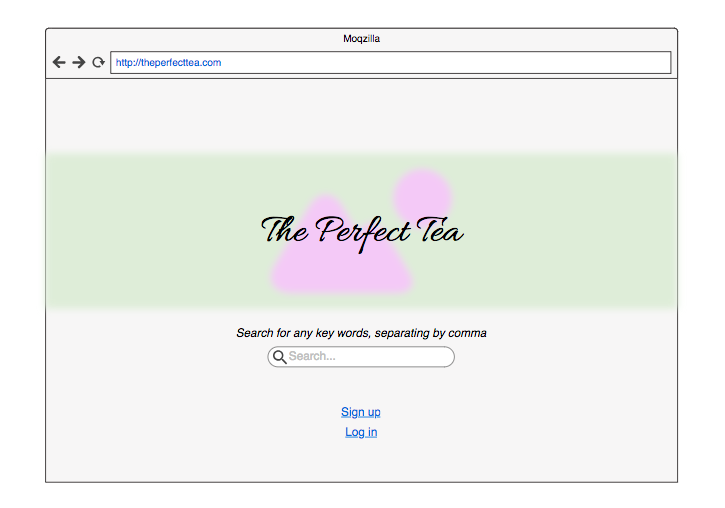 Moqzilla
http://theperfecttea.com
The Perfect Tea
Search for any key words, separating by comma
Search...
Sign up
Log in